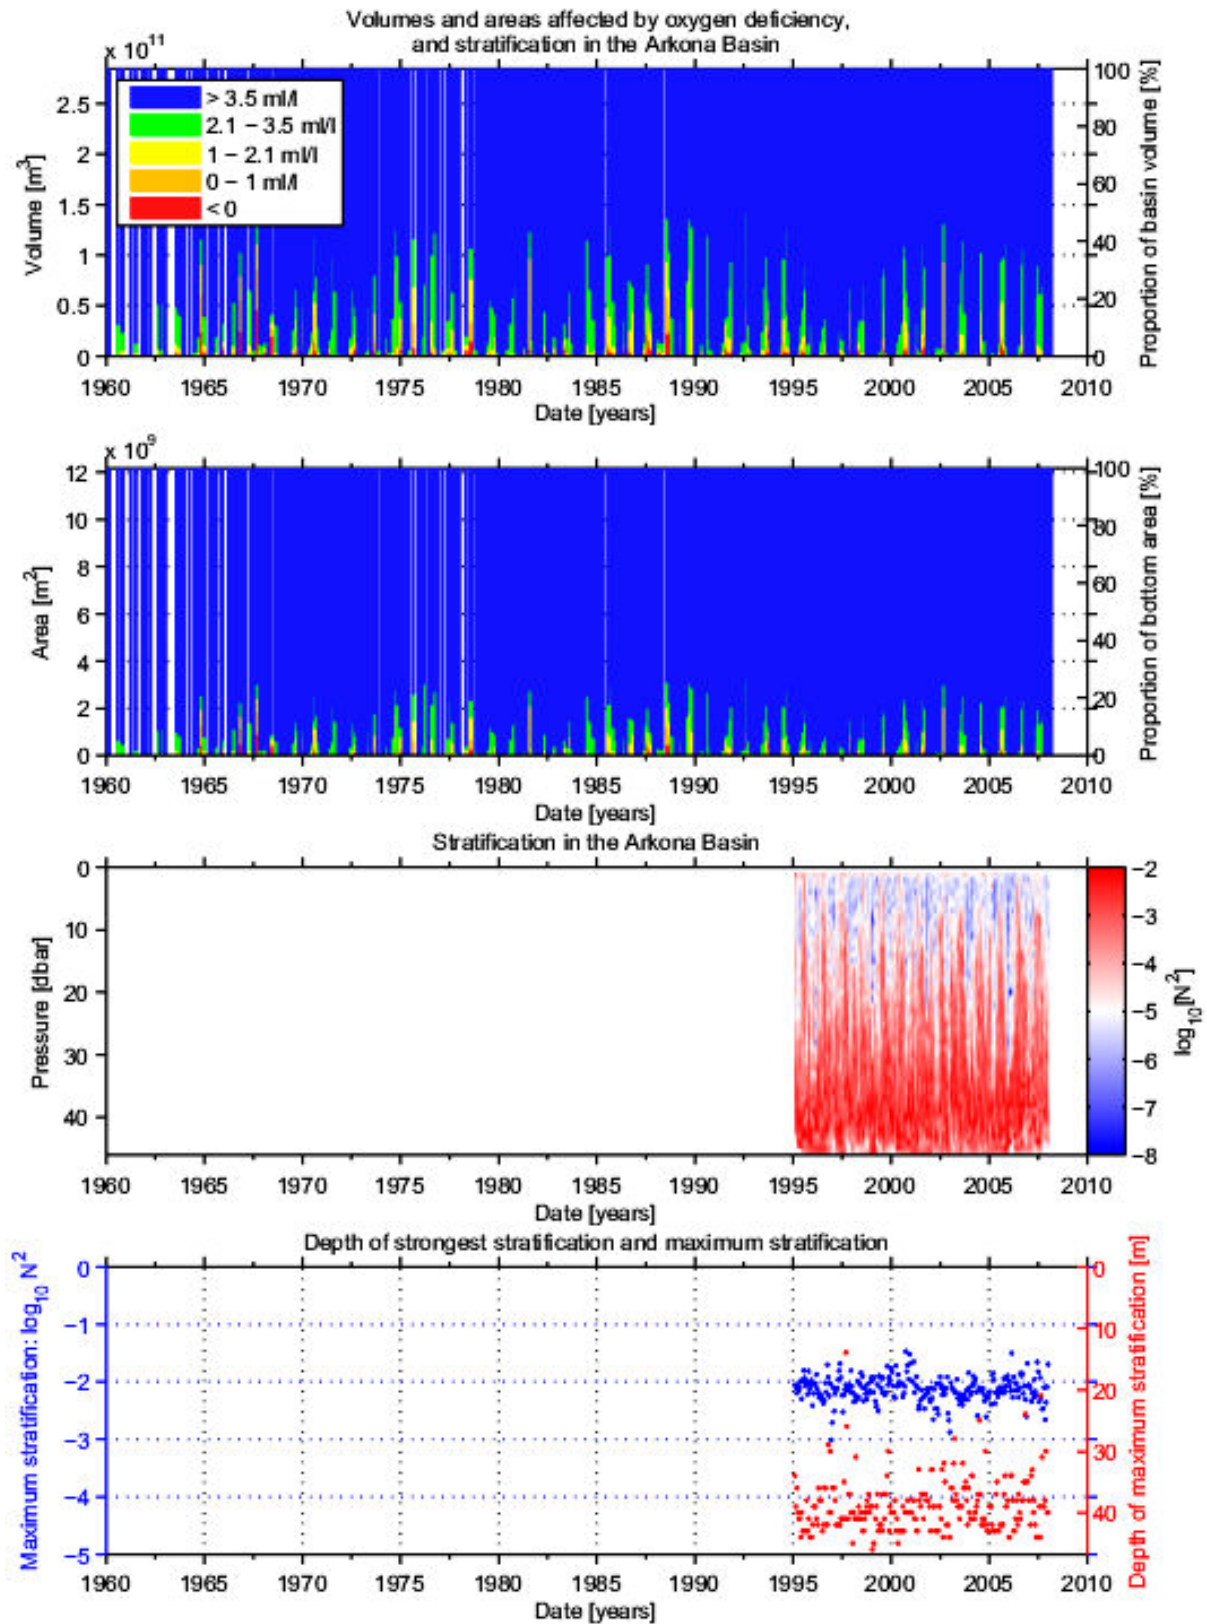 Volumes and areas affected by oxygen deficiency,
and stratification in the Arkona Basin
x 10¹¹
> 3.5 ml/l
2.1 – 3.5 ml/l
1 – 2.1 ml/l
0 – 1 ml/l
< 0
Volume [m³]
2.5
2
1.5
1
0.5
0
Proportion of basin volume [%]
100
80
60
40
20
0
1960 1965 1970 1975 1980 1985 1990 1995 2000 2005 2010
Date [years]
x 10⁹
Area [m²]
12
10
8
6
4
2
0
Proportion of bottom area [%]
100
80
60
40
20
0
1960 1965 1970 1975 1980 1985 1990 1995 2000 2005 2010
Date [years]
Stratification in the Arkona Basin
Pressure [dbar]
0
10
20
30
40
log₁₀[N²]
−2
−3
−4
−5
−6
−7
−8
1960 1965 1970 1975 1980 1985 1990 1995 2000 2005 2010
Date [years]
Depth of strongest stratification and maximum stratification
Maximum stratification: log₁₀ N²
0
−1
−2
−3
−4
−5
Depth of maximum stratification [m]
0
10
20
30
40
1960 1965 1970 1975 1980 1985 1990 1995 2000 2005 2010
Date [years]